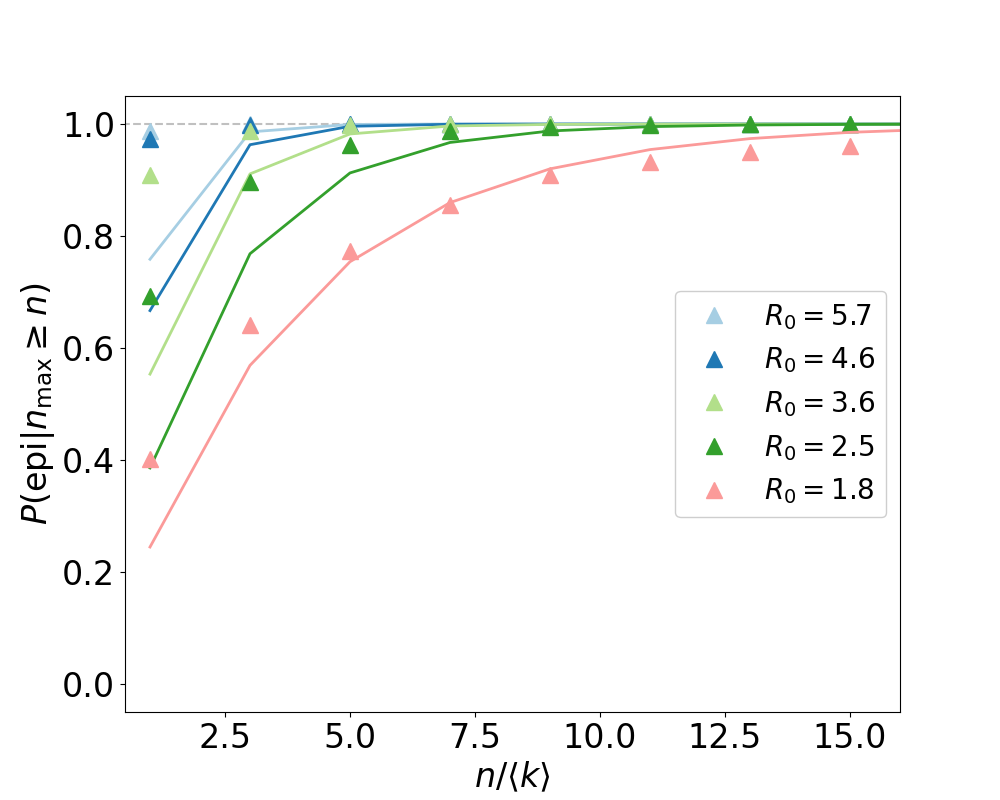 1.0
0.8
0.6
0.4
0.2
0.0
P(epi|n_max ≥ n)
2.5 5.0 7.5 10.0 12.5 15.0
n/⟨k⟩
R_0 = 5.7
R_0 = 4.6
R_0 = 3.6
R_0 = 2.5
R_0 = 1.8